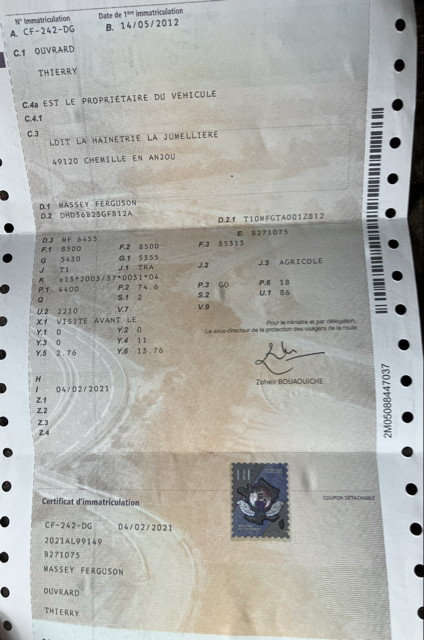 N° Immatriculation Date de 1ère immatriculation
A. CF-242-DG B. 14/05/2012
C.1 OUVRARD
THIERRY
C.4a EST LE PROPRIETAIRE DU VÉHICULE
C.4.1
C.3
LDIT LA HAINETRIE LA JUMELLIERE
49120 CHEMILLE EN ANJOU
D.1 MASSEY FERGUSON
D.2 DHD36B23GF812A D.2.1 T10MFGTA001Z812
D.3 MF 6455 E. B271075
F.1 8500 F.2 8500 F.3 35313
G 5430 G.1 5355
J T1 J.1 TRA J.2 J.3 AGRICOLE
K e13*2003/37*0031*04
P.1 4400 P.2 74.6 P.3 GO P.6 18
Q S.1 2 S.2 U.1 86
U.2 2210 V.7 V.9
X.1 VISITE AVANT LE
Y.1 0 Y.2 0
Y.3 0 Y.4 11
Y.5 2.76 Y.6 13.76
Pour le ministre et par délégation,
Le sous-directeur de la protection des usagers de la route
Zoheir BOUAOUICHE
H
I 04/02/2021
Z.1
Z.2
Z.3
Z.4
2M05088447037
Certificat d'immatriculation COUPON DÉTACHABLE
CF-242-DG 04/02/2021
2021AL99149
B271075
MASSEY FERGUSON
OUVRARD
THIERRY